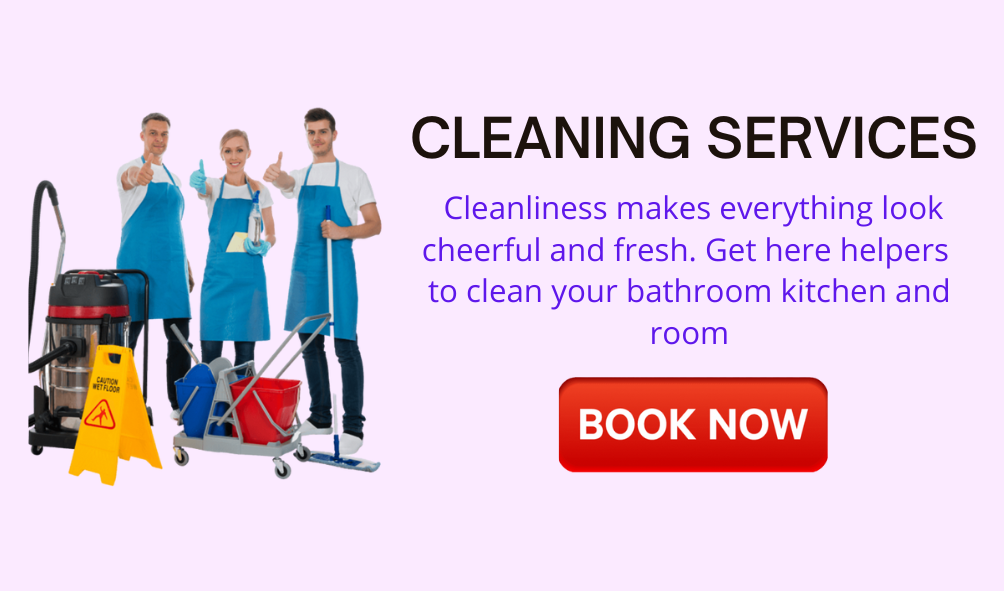 CLEANING SERVICES
Cleanliness makes everything look
cheerful and fresh. Get here helpers
to clean your bathroom kitchen and
room
BOOK NOW
CAUTION
WET FLOOR